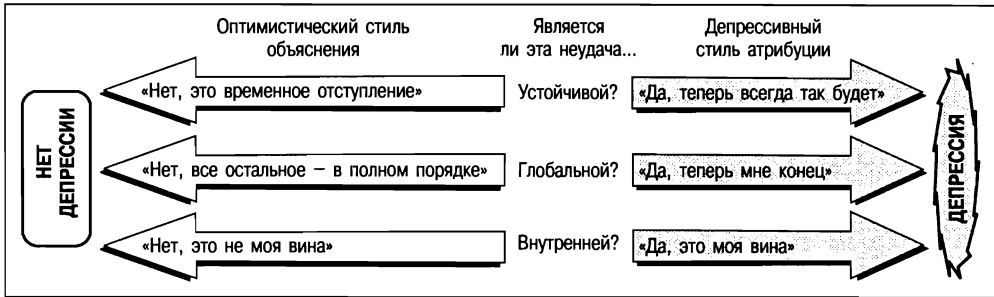 Оптимистический стиль
объяснения
Является
ли эта неудача...
Депрессивный
стиль атрибуции
НЕТ
ДЕПРЕССИИ
«Нет, это временное отступление»
Устойчивой?
«Да, теперь всегда так будет»
«Нет, все остальное – в полном порядке»
Глобальной?
«Да, теперь мне конец»
«Нет, это не моя вина»
Внутренней?
«Да, это моя вина»
ДЕПРЕССИЯ